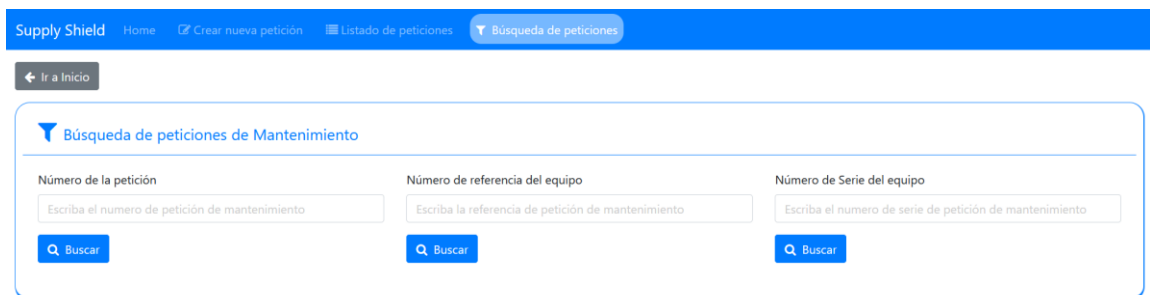 Supply Shield Home Crear nueva petición Listado de peticiones Búsqueda de peticiones
Ir a Inicio
Búsqueda de peticiones de Mantenimiento
Número de la petición Número de referencia del equipo Número de Serie del equipo
Escriba el numero de petición de mantenimiento Escriba la referencia de petición de mantenimiento Escriba el numero de serie de petición de mantenimiento
Buscar Buscar Buscar